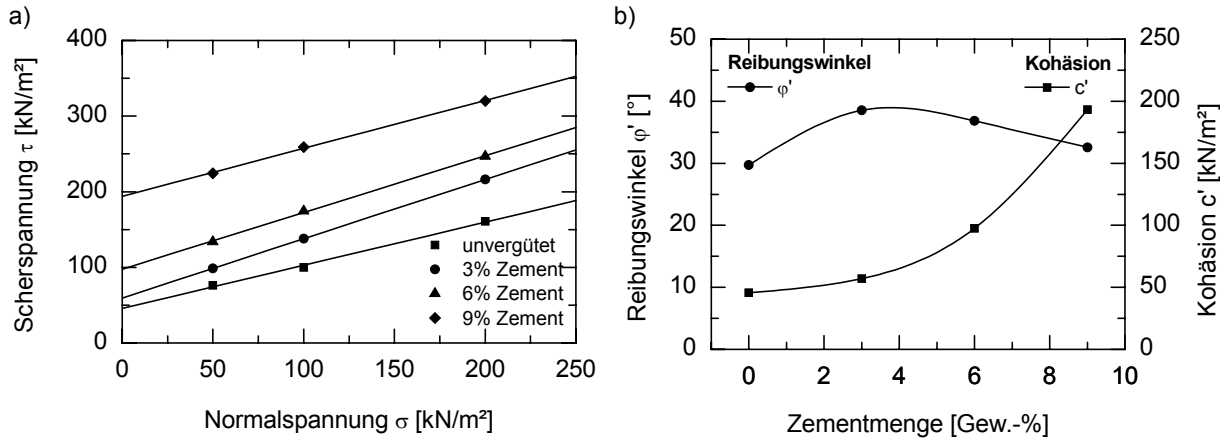 a)
Scherspannung τ [kN/m²]
400
300
200
100
0
0 50 100 150 200 250
Normalspannung σ [kN/m²]
unvergütet
3% Zement
6% Zement
9% Zement
b)
Reibungswinkel φ' [°]
50
40
30
20
10
0
Reibungswinkel
φ'
Kohäsion
c'
250
200
150
100
50
0
Kohäsion c' [kN/m²]
0 2 4 6 8 10
Zementmenge [Gew.-%]